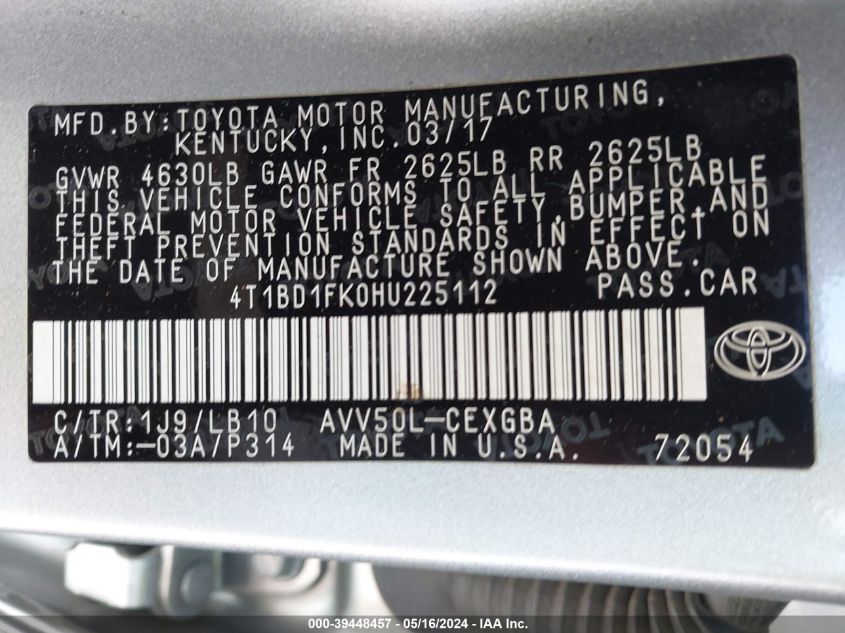 MFD.BY:TOYOTA MOTOR MANUFACTURING,
KENTUCKY,INC.03/17
GVWR 4630LB GAWR FR 2625LB RR 2625LB
THIS VEHICLE CONFORMS TO ALL APPLICABLE
FEDERAL MOTOR VEHICLE SAFETY,BUMPER,AND
THEFT PREVENTION STANDARDS IN EFFECT ON
THE DATE OF MANUFACTURE SHOWN ABOVE.
4T1BD1FK0HU225112 PASS.CAR
C/TR:1J9/LB10 AVV50L-CEXGBA
A/TM:-03A/P314 MADE IN U.S.A. 72054
000-39448457 - 05/16/2024 - IAA Inc.